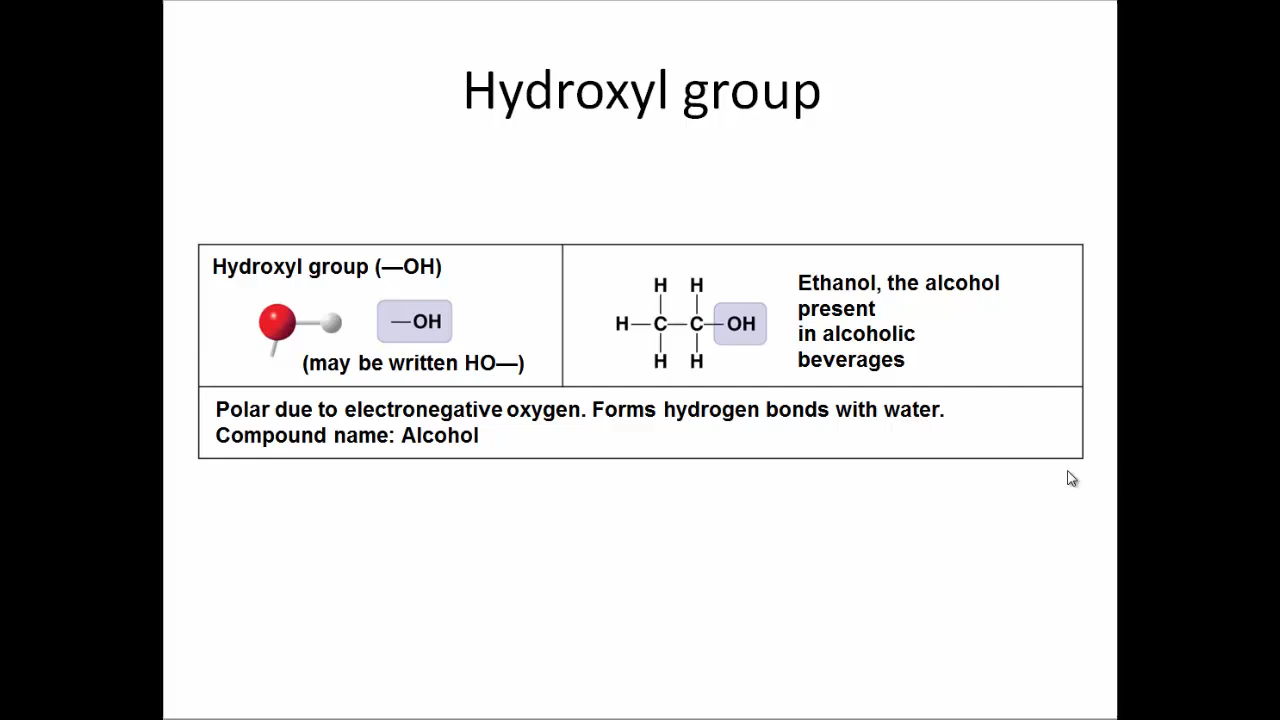 Hydroxyl group
Hydroxyl group (—OH)
—OH
(may be written HO—)
H H
H—C—C—OH
H H
Ethanol, the alcohol
present
in alcoholic
beverages
Polar due to electronegative oxygen. Forms hydrogen bonds with water.
Compound name: Alcohol